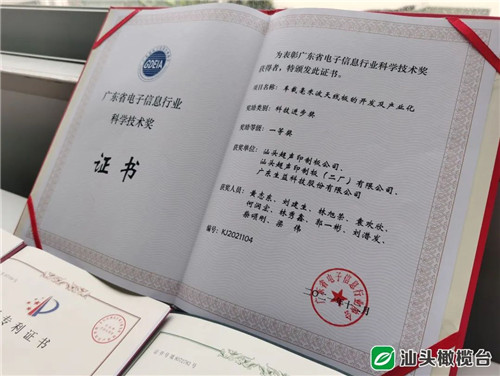 GDEIA
广东省电子信息行业
科学技术奖
证书
为表彰广东省电子信息行业科学技术奖
获得者，特颁发此证书。
项目名称：车载毫米波天线板的开发及产业化
奖励类别：科技进步奖
奖励等级：一等奖
获奖单位：汕头超声印制板公司、
汕头超声印制板（二厂）有限公司、
广东生益科技股份有限公司
获奖人员：黄志东、刘建生、林旭荣、袁欢欣、
何润宏、林秀鑫、郭一彬、刘潜发、
杨顺刚、梁伟
编号：KJ2021104
专利证书
汕头橄榄台